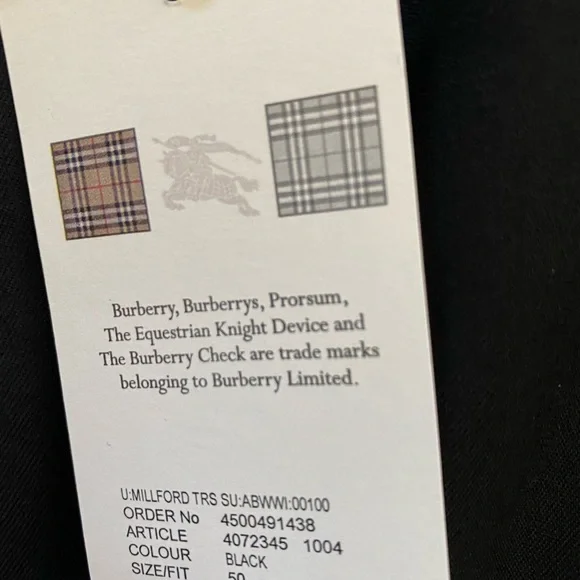 Burberry, Burberrys, Prorsum,
The Equestrian Knight Device and
The Burberry Check are trade marks
belonging to Burberry Limited.
U:MILLFORD TRS SU:ABWWI:00100
ORDER No 4500491438
ARTICLE 4072345 1004
COLOUR BLACK
SIZE/FIT 50